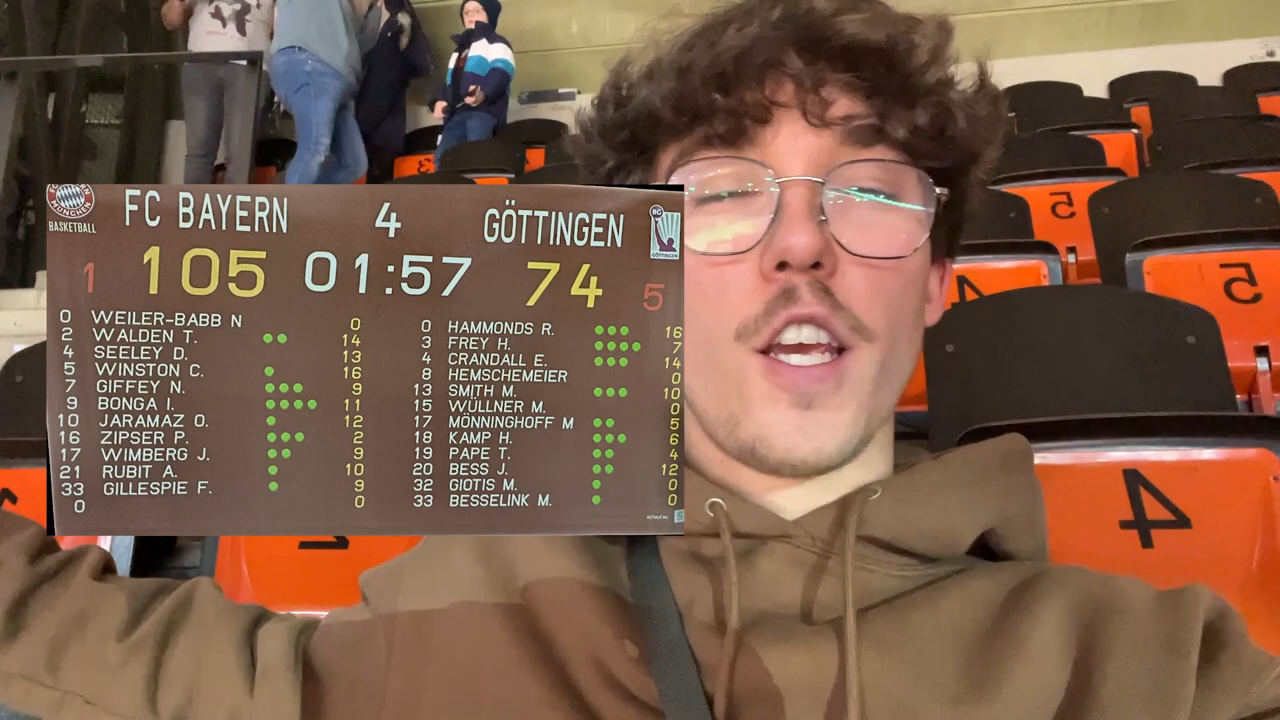 FC BAYERN 4 GÖTTINGEN
FC BAYERN MÜNCHEN
BASKETBALL
BG
GÖTTINGEN
1 105 01:57 74 5
0 WEILER-BABB N 0
2 WALDEN T. 14
4 SEELEY D. 13
5 WINSTON C. 16
7 GIFFEY N. 9
9 BONGA I. 11
10 JARAMAZ O. 12
16 ZIPSER P. 2
17 WIMBERG J. 9
21 RUBIT A. 10
33 GILLESPIE F. 9
0 0
0 HAMMONDS R. 16
3 FREY H. 7
4 CRANDALL E. 14
8 HEMSCHEMEIER 0
13 SMITH M. 10
15 WÜLLNER M. 0
17 MÖNNINGHOFF M 5
18 KAMP H. 6
19 PAPE T. 4
20 BESS J. 12
32 GIOTIS M. 0
33 BESSELINK M. 0
5
5
4
4
2